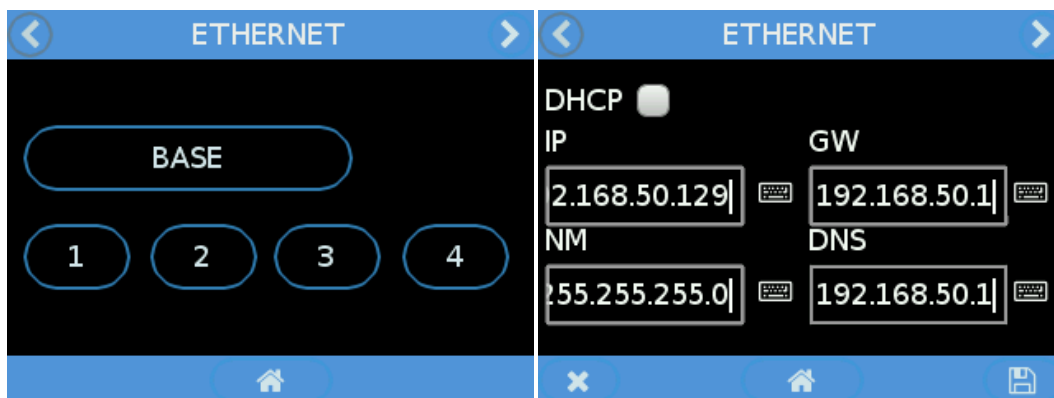 ETHERNET
BASE
1 2 3 4
ETHERNET
DHCP
IP GW
2.168.50.129 192.168.50.1
NM DNS
255.255.255.0 192.168.50.1